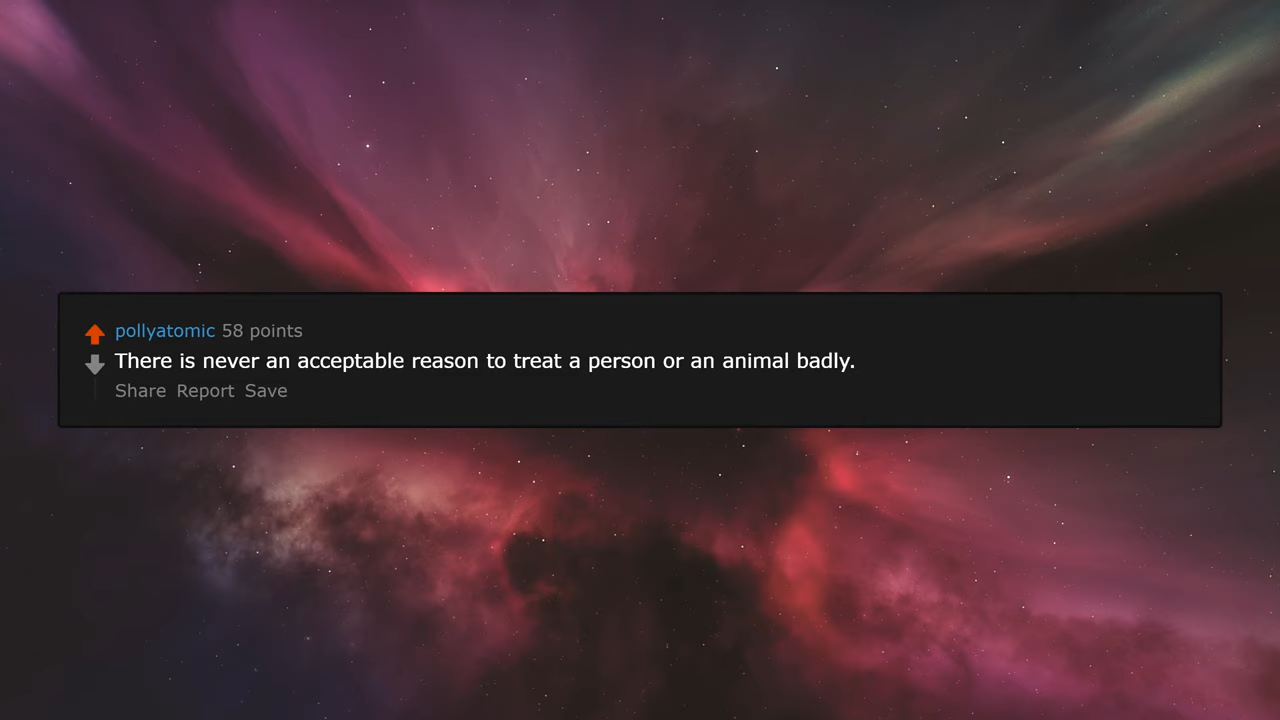 pollyatomic 58 points
There is never an acceptable reason to treat a person or an animal badly.
Share Report Save